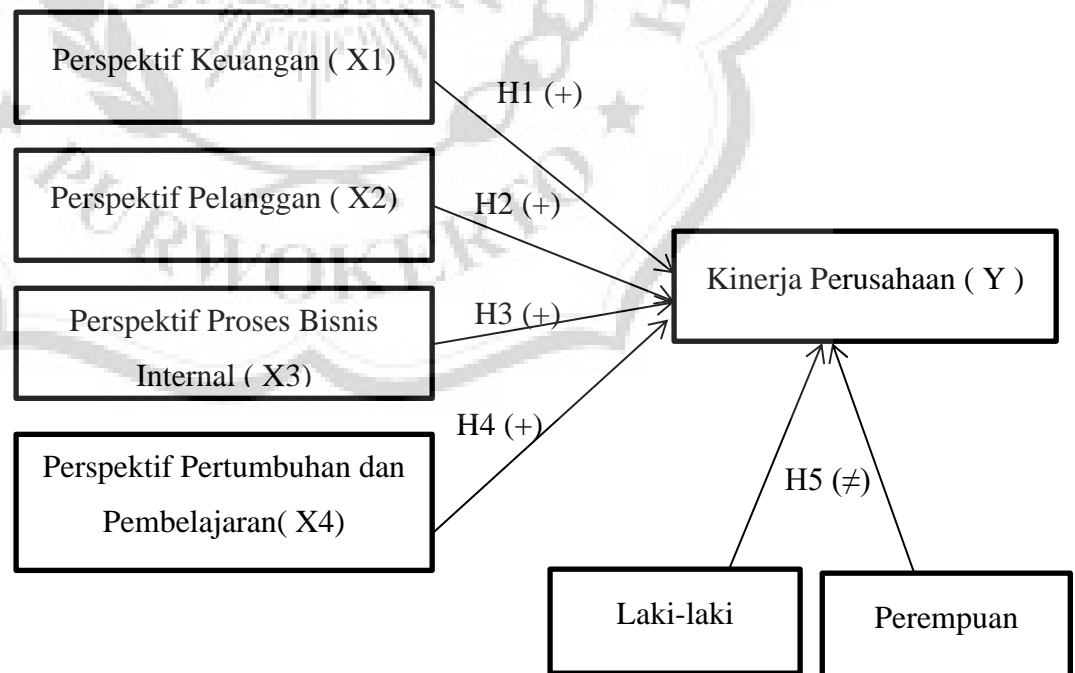 Perspektif Keuangan ( X1)
H1 (+)
Perspektif Pelanggan ( X2)
H2 (+)
PURWOKERTO
Kinerja Perusahaan ( Y )
Perspektif Proses Bisnis
Internal ( X3)
H3 (+)
H4 (+)
Perspektif Pertumbuhan dan
Pembelajaran( X4)
H5 (≠)
Laki-laki
Perempuan